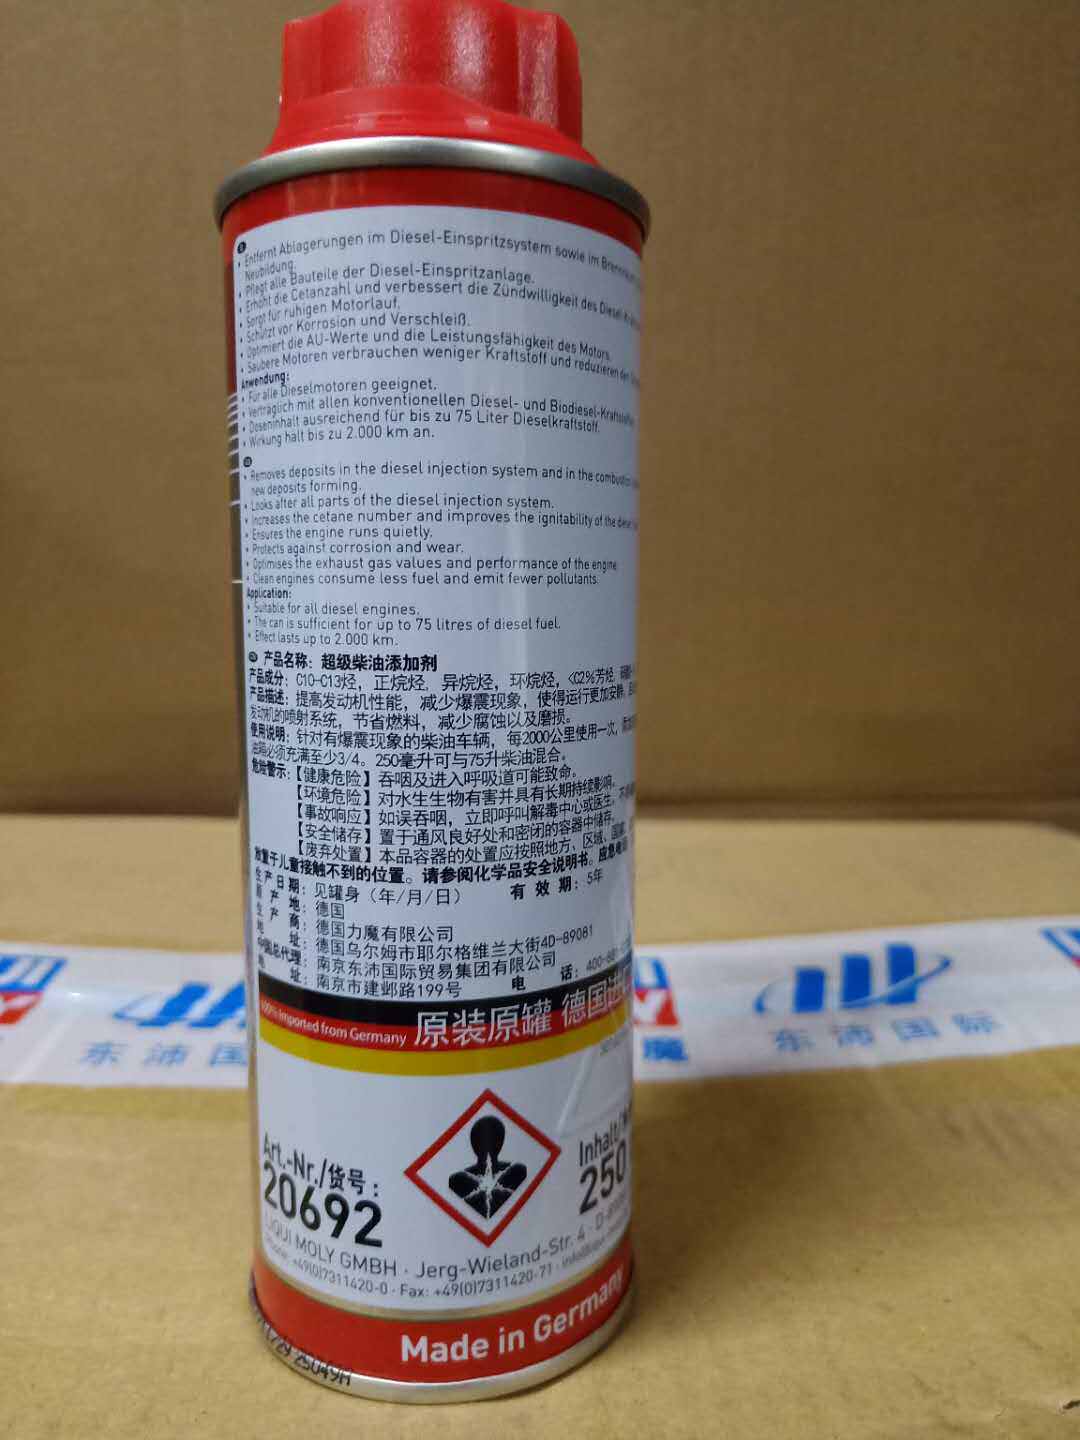 Entfernt Ablagerungen im Diesel-Einspritzsystem sowie im
Neubildung.
• Pflegt alle Bauteile der Diesel-Einspritzanlage.
• Erhöht die Cetanzahl und verbessert die Zündwilligkeit des
• Sorgt für ruhigen Motorlauf.
• Schützt vor Korrosion und Verschleiß.
• Optimiert die AU-Werte und die Leistungsfähigkeit des Motors.
• Saubere Motoren verbrauchen weniger Kraftstoff und reduzieren den
Anwendung:
• Für alle Dieselmotoren geeignet.
• Verträglich mit allen konventionellen Diesel- und Biodiesel-
• Doseninhalt ausreichend für bis zu 75 Liter Dieselkraftstoff.
• Wirkung hält bis zu 2.000 km an.
• Removes deposits in the diesel injection system and in the combustion
new deposits forming.
• Looks after all parts of the diesel injection system.
• Increases the cetane number and improves the ignitability of the diesel
• Ensures the engine runs quietly.
• Protects against corrosion and wear.
• Optimises the exhaust gas values and performance of the engine
• Clean engines consume less fuel and emit fewer pollutants.
Application:
• Suitable for all diesel engines.
• The can is sufficient for up to 75 litres of diesel fuel.
• Effect lasts up to 2.000 km.
产品名称：超级柴油添加剂
产品成分：C10-C13烃，正烷烃，异烷烃，环烷烃，<02%芳烃
产品描述：提高发动机性能，减少爆震现象，使得运行更加安静，
发动机的喷射系统，节省燃料，减少腐蚀以及磨损。
使用说明：针对有爆震现象的柴油车辆，每2000公里使用一次，
油箱必须充满至少3/4。250毫升可与75升柴油混合。
危险警示：【健康危险】吞咽及进入呼吸道可能致命。
【环境危险】对水生生物有害并具有长期持续影响。
【事故响应】如误吞咽，立即呼叫解毒中心或医生，
【安全储存】置于通风良好处和密闭的容器中储存。
【废弃处置】本品容器的处置应按照地方、区域、国家、
放置于儿童接触不到的位置。请参阅化学品安全说明书。应急电话
生产日期：见罐身（年/月/日） 有效期：5年
原产地：德国
生产商：德国力魔有限公司
地址：德国乌尔姆市耶尔格维兰大街4D-89081
中国总代理：南京东沛国际贸易集团有限公司
地址：南京市建邺路199号 电话：400-881-
100% Imported from Germany 原装原罐 德国进
Art.-Nr./货号：
20692
Inhalt/
250
LIQUI MOLY GMBH · Jerg-Wieland-Str. 4 · D-
Phone: +49(0)7311420-0 · Fax: +49(0)7311420-71 ·
Made in Germany
25049M
东沛国际
魔
东沛国际